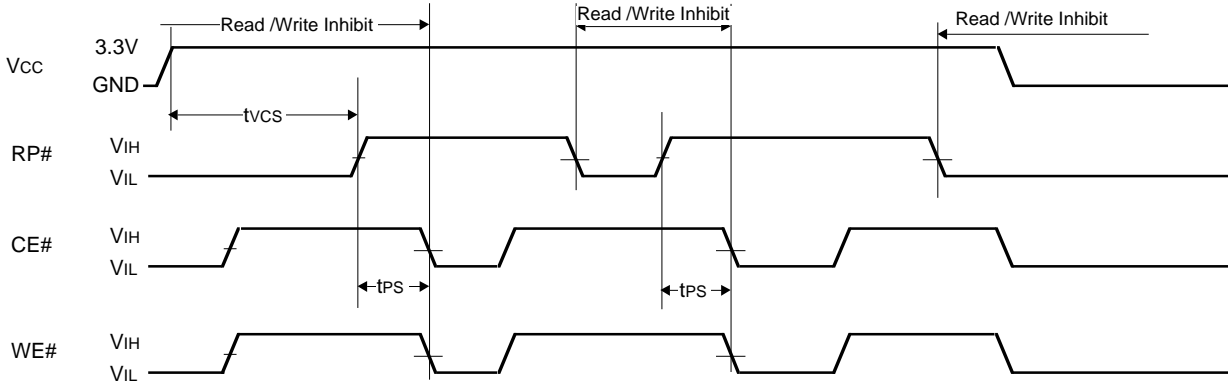 Read /Write Inhibit
Read /Write Inhibit
Read /Write Inhibit
VCC
3.3V
GND
tVCS
RP#
VIH
VIL
CE#
VIH
VIL
tPS
tPS
WE#
VIH
VIL